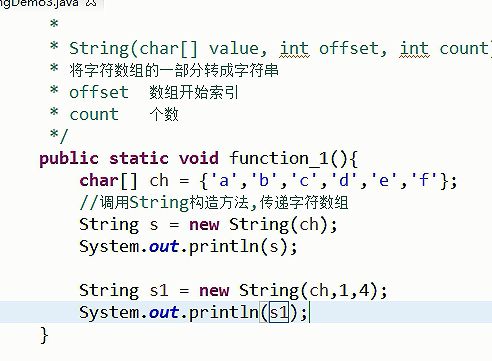 ngDemo3.java
*
* String(char[] value, int offset, int count)
* 将字符数组的一部分转成字符串
* offset 数组开始索引
* count 个数
*/
public static void function_1(){
char[] ch = {'a','b','c','d','e','f'};
//调用String构造方法,传递字符数组
String s = new String(ch);
System.out.println(s);
String s1 = new String(ch,1,4);
System.out.println(s1);
}